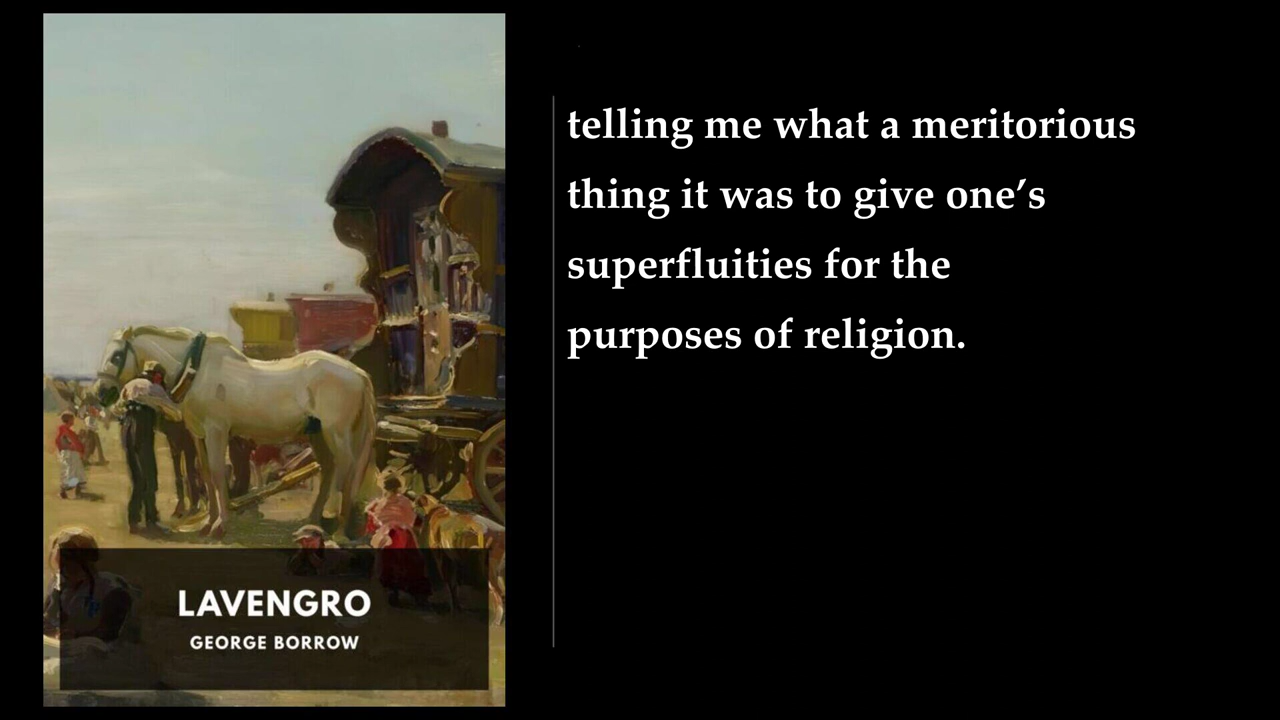 telling me what a meritorious
thing it was to give one’s
superfluities for the
purposes of religion.
LAVENGRO
GEORGE BORROW